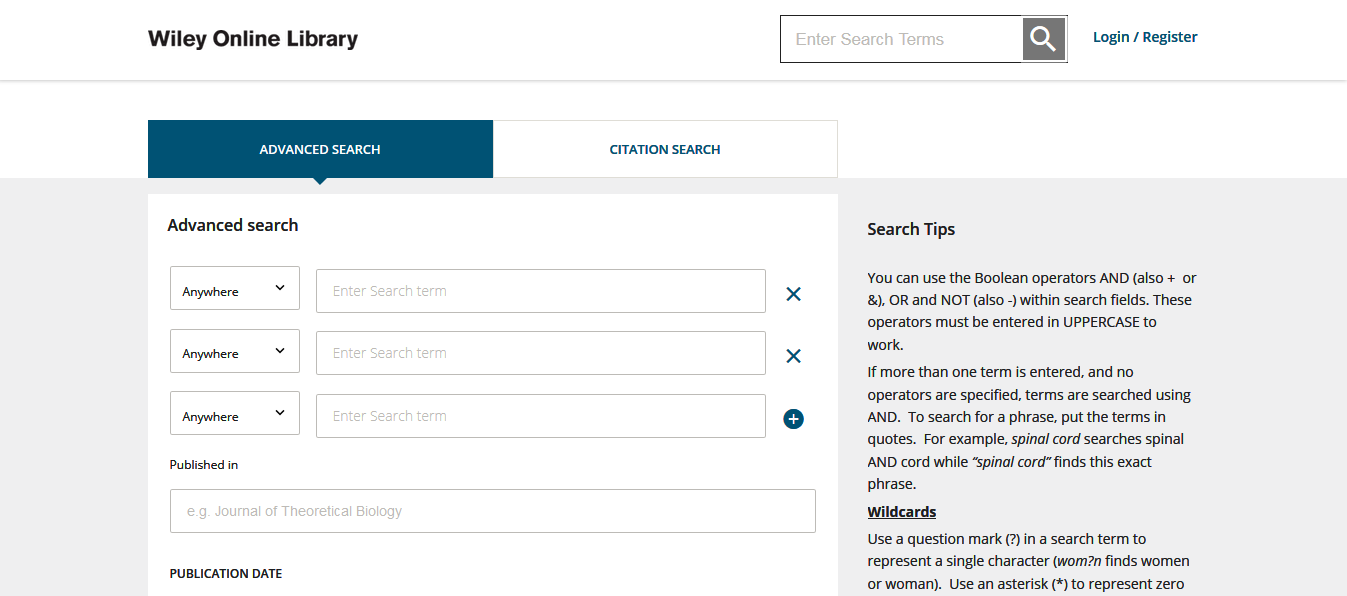 Wiley Online Library
Enter Search Terms
Login / Register
ADVANCED SEARCH
CITATION SEARCH
Advanced search
Anywhere
Enter Search term
Anywhere
Enter Search term
Anywhere
Enter Search term
Published in
e.g. Journal of Theoretical Biology
PUBLICATION DATE
Search Tips
You can use the Boolean operators AND (also + or
&), OR and NOT (also -) within search fields. These
operators must be entered in UPPERCASE to
work.
If more than one term is entered, and no
operators are specified, terms are searched using
AND. To search for a phrase, put the terms in
quotes. For example, spinal cord searches spinal
AND cord while “spinal cord” finds this exact
phrase.
Wildcards
Use a question mark (?) in a search term to
represent a single character (wom?n finds women
or woman). Use an asterisk (*) to represent zero